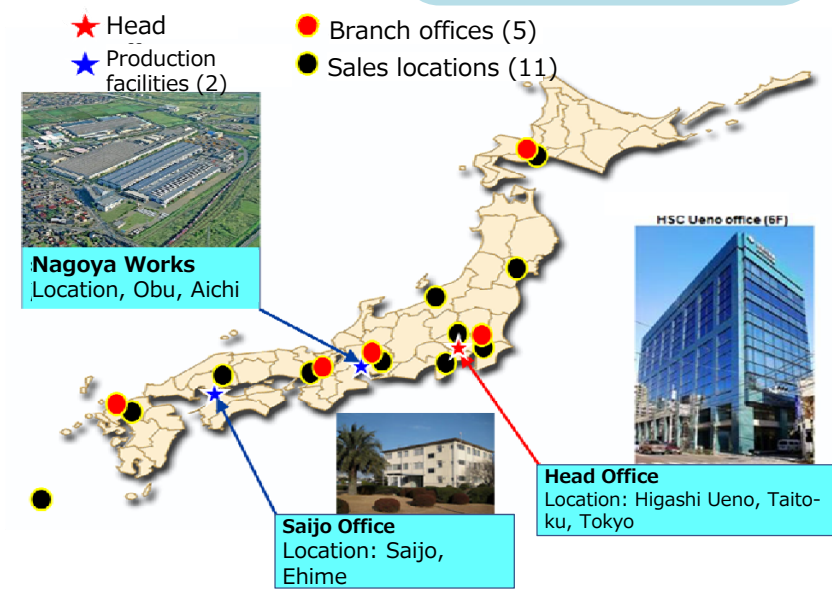 Head
Production
facilities (2)
Branch offices (5)
Sales locations (11)
Nagoya Works
Location, Obu, Aichi
HSC Ueno office (6F)
Head Office
Location: Higashi Ueno, Taito-
ku, Tokyo
Saijo Office
Location: Saijo,
Ehime